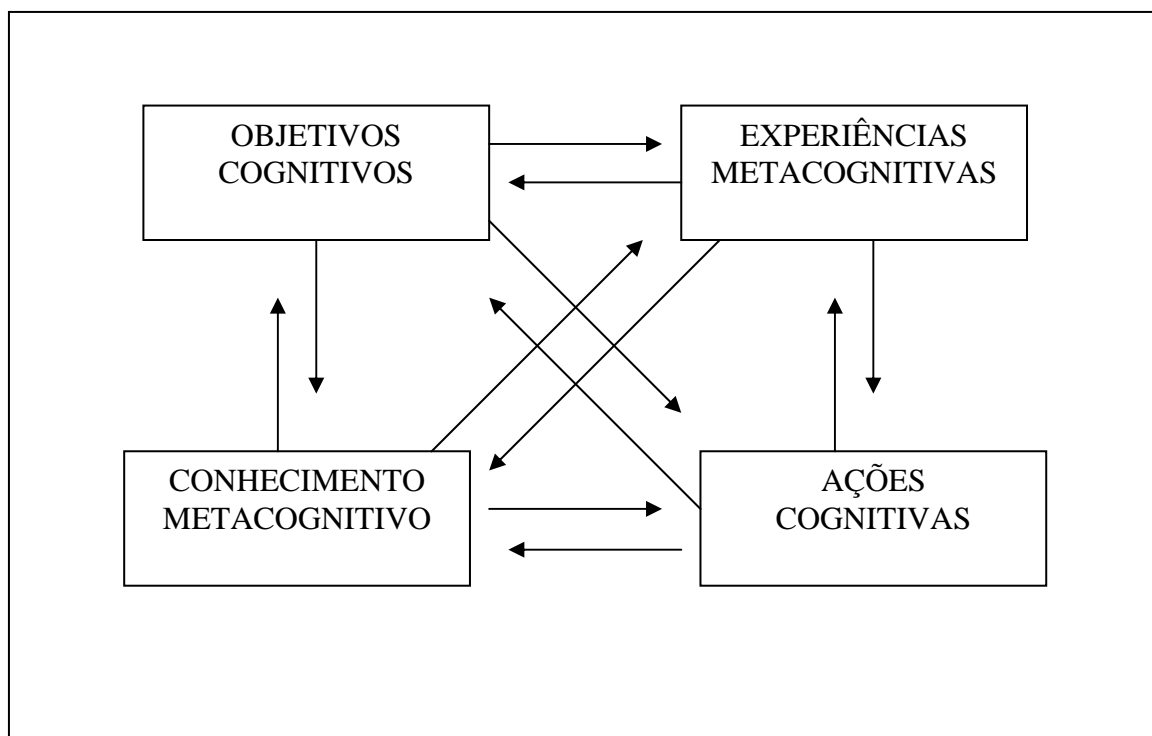 OBJETIVOS
COGNITIVOS
EXPERIÊNCIAS
METACOGNITIVAS
CONHECIMENTO
METACOGNITIVO
AÇÕES
COGNITIVAS